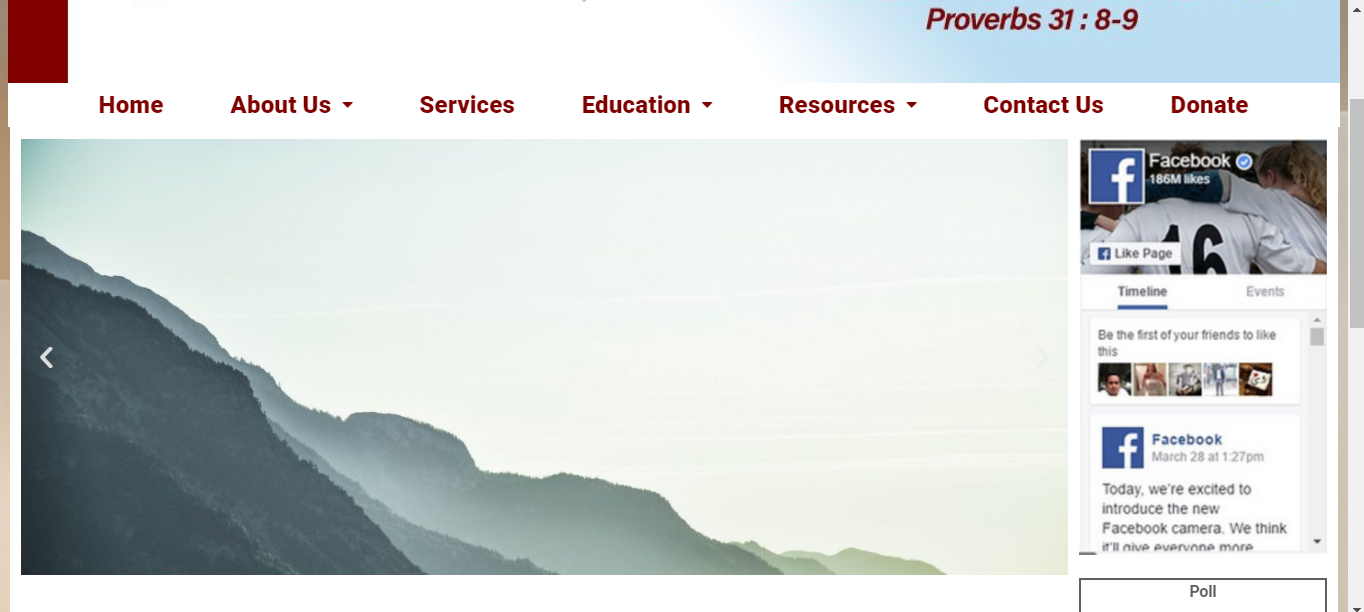 Proverbs 31 : 8-9
Home About Us Services Education Resources Contact Us Donate
Facebook
186M likes
16
Like Page
Timeline Events
Be the first of your friends to like
this
Facebook
March 28 at 1:27pm
Today, we're excited to
introduce the new
Facebook camera. We think
it'll give everyone more
Poll